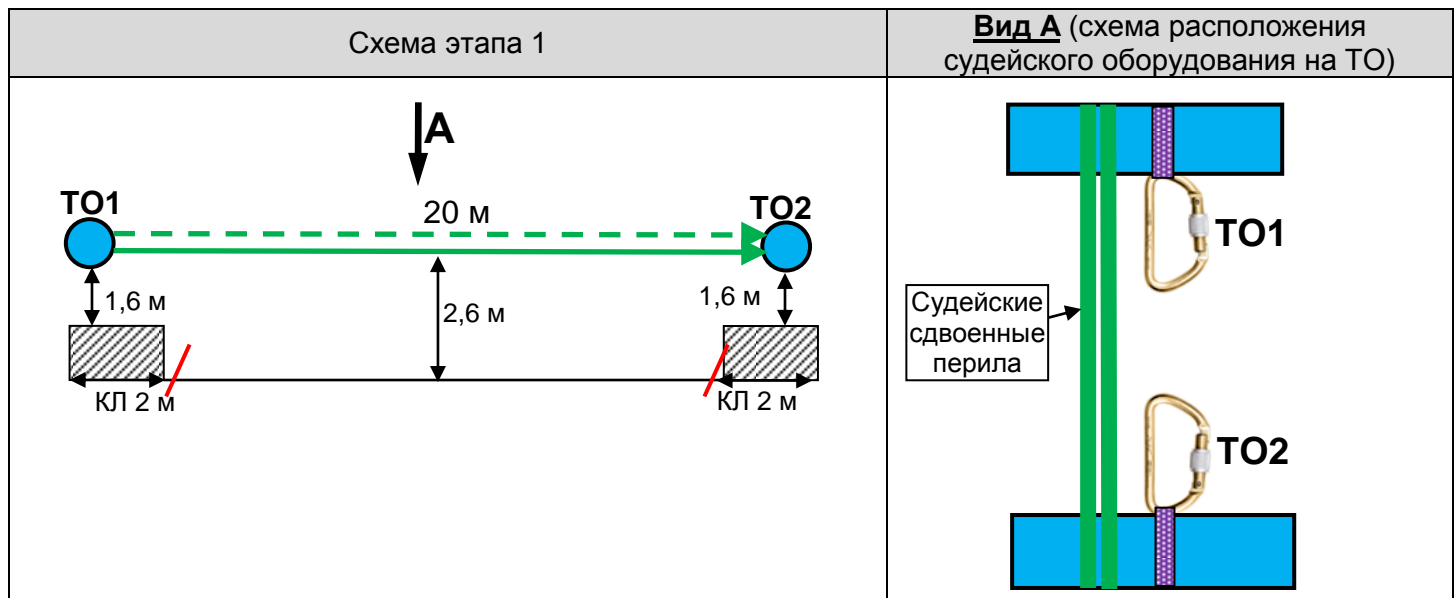 Схема этапа 1
Вид А (схема расположения
судейского оборудования на ТО)
А
ТО1
20 м
ТО2
1,6 м
2,6 м
1,6 м
КЛ 2 м
КЛ 2 м
ТО1
Судейские
сдвоенные
перила
ТО2